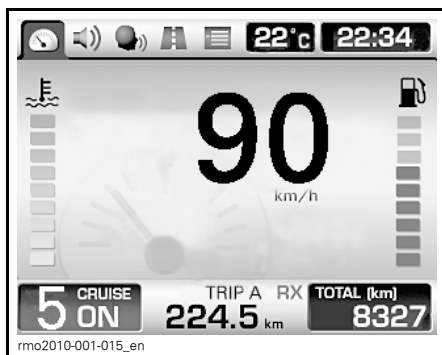 22°C 22:34
90
km/h
5 CRUISE ON
TRIP A RX
224.5 km
TOTAL (km)
8327
rmo2010-001-015_en